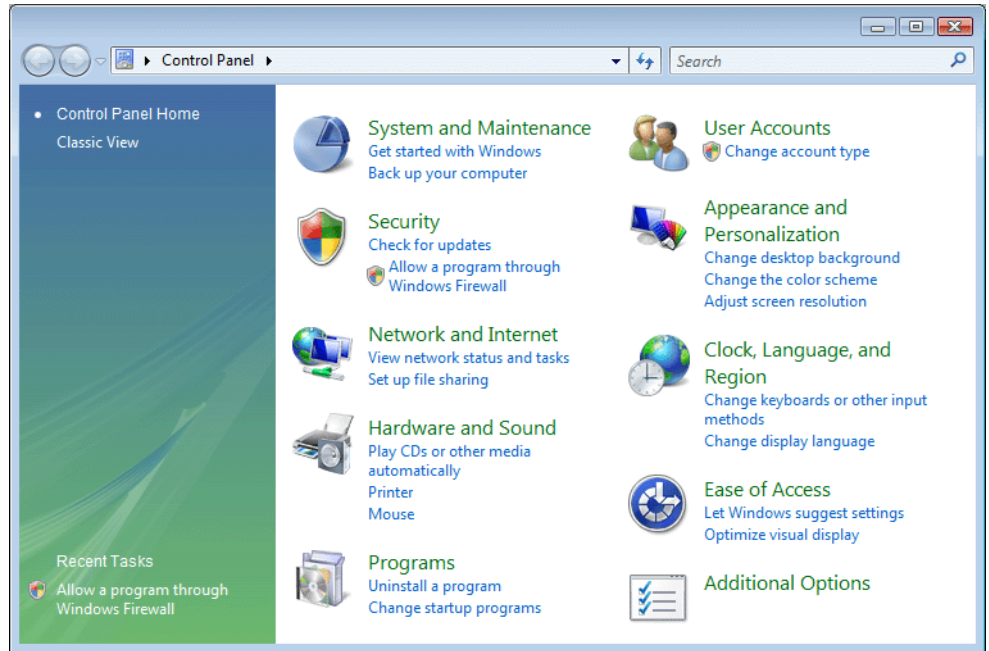 Control Panel
Search
Control Panel Home
Classic View
Recent Tasks
Allow a program through
Windows Firewall
System and Maintenance
Get started with Windows
Back up your computer
Security
Check for updates
Allow a program through
Windows Firewall
Network and Internet
View network status and tasks
Set up file sharing
Hardware and Sound
Play CDs or other media
automatically
Printer
Mouse
Programs
Uninstall a program
Change startup programs
User Accounts
Change account type
Appearance and
Personalization
Change desktop background
Change the color scheme
Adjust screen resolution
Clock, Language, and
Region
Change keyboards or other input
methods
Change display language
Ease of Access
Let Windows suggest settings
Optimize visual display
Additional Options